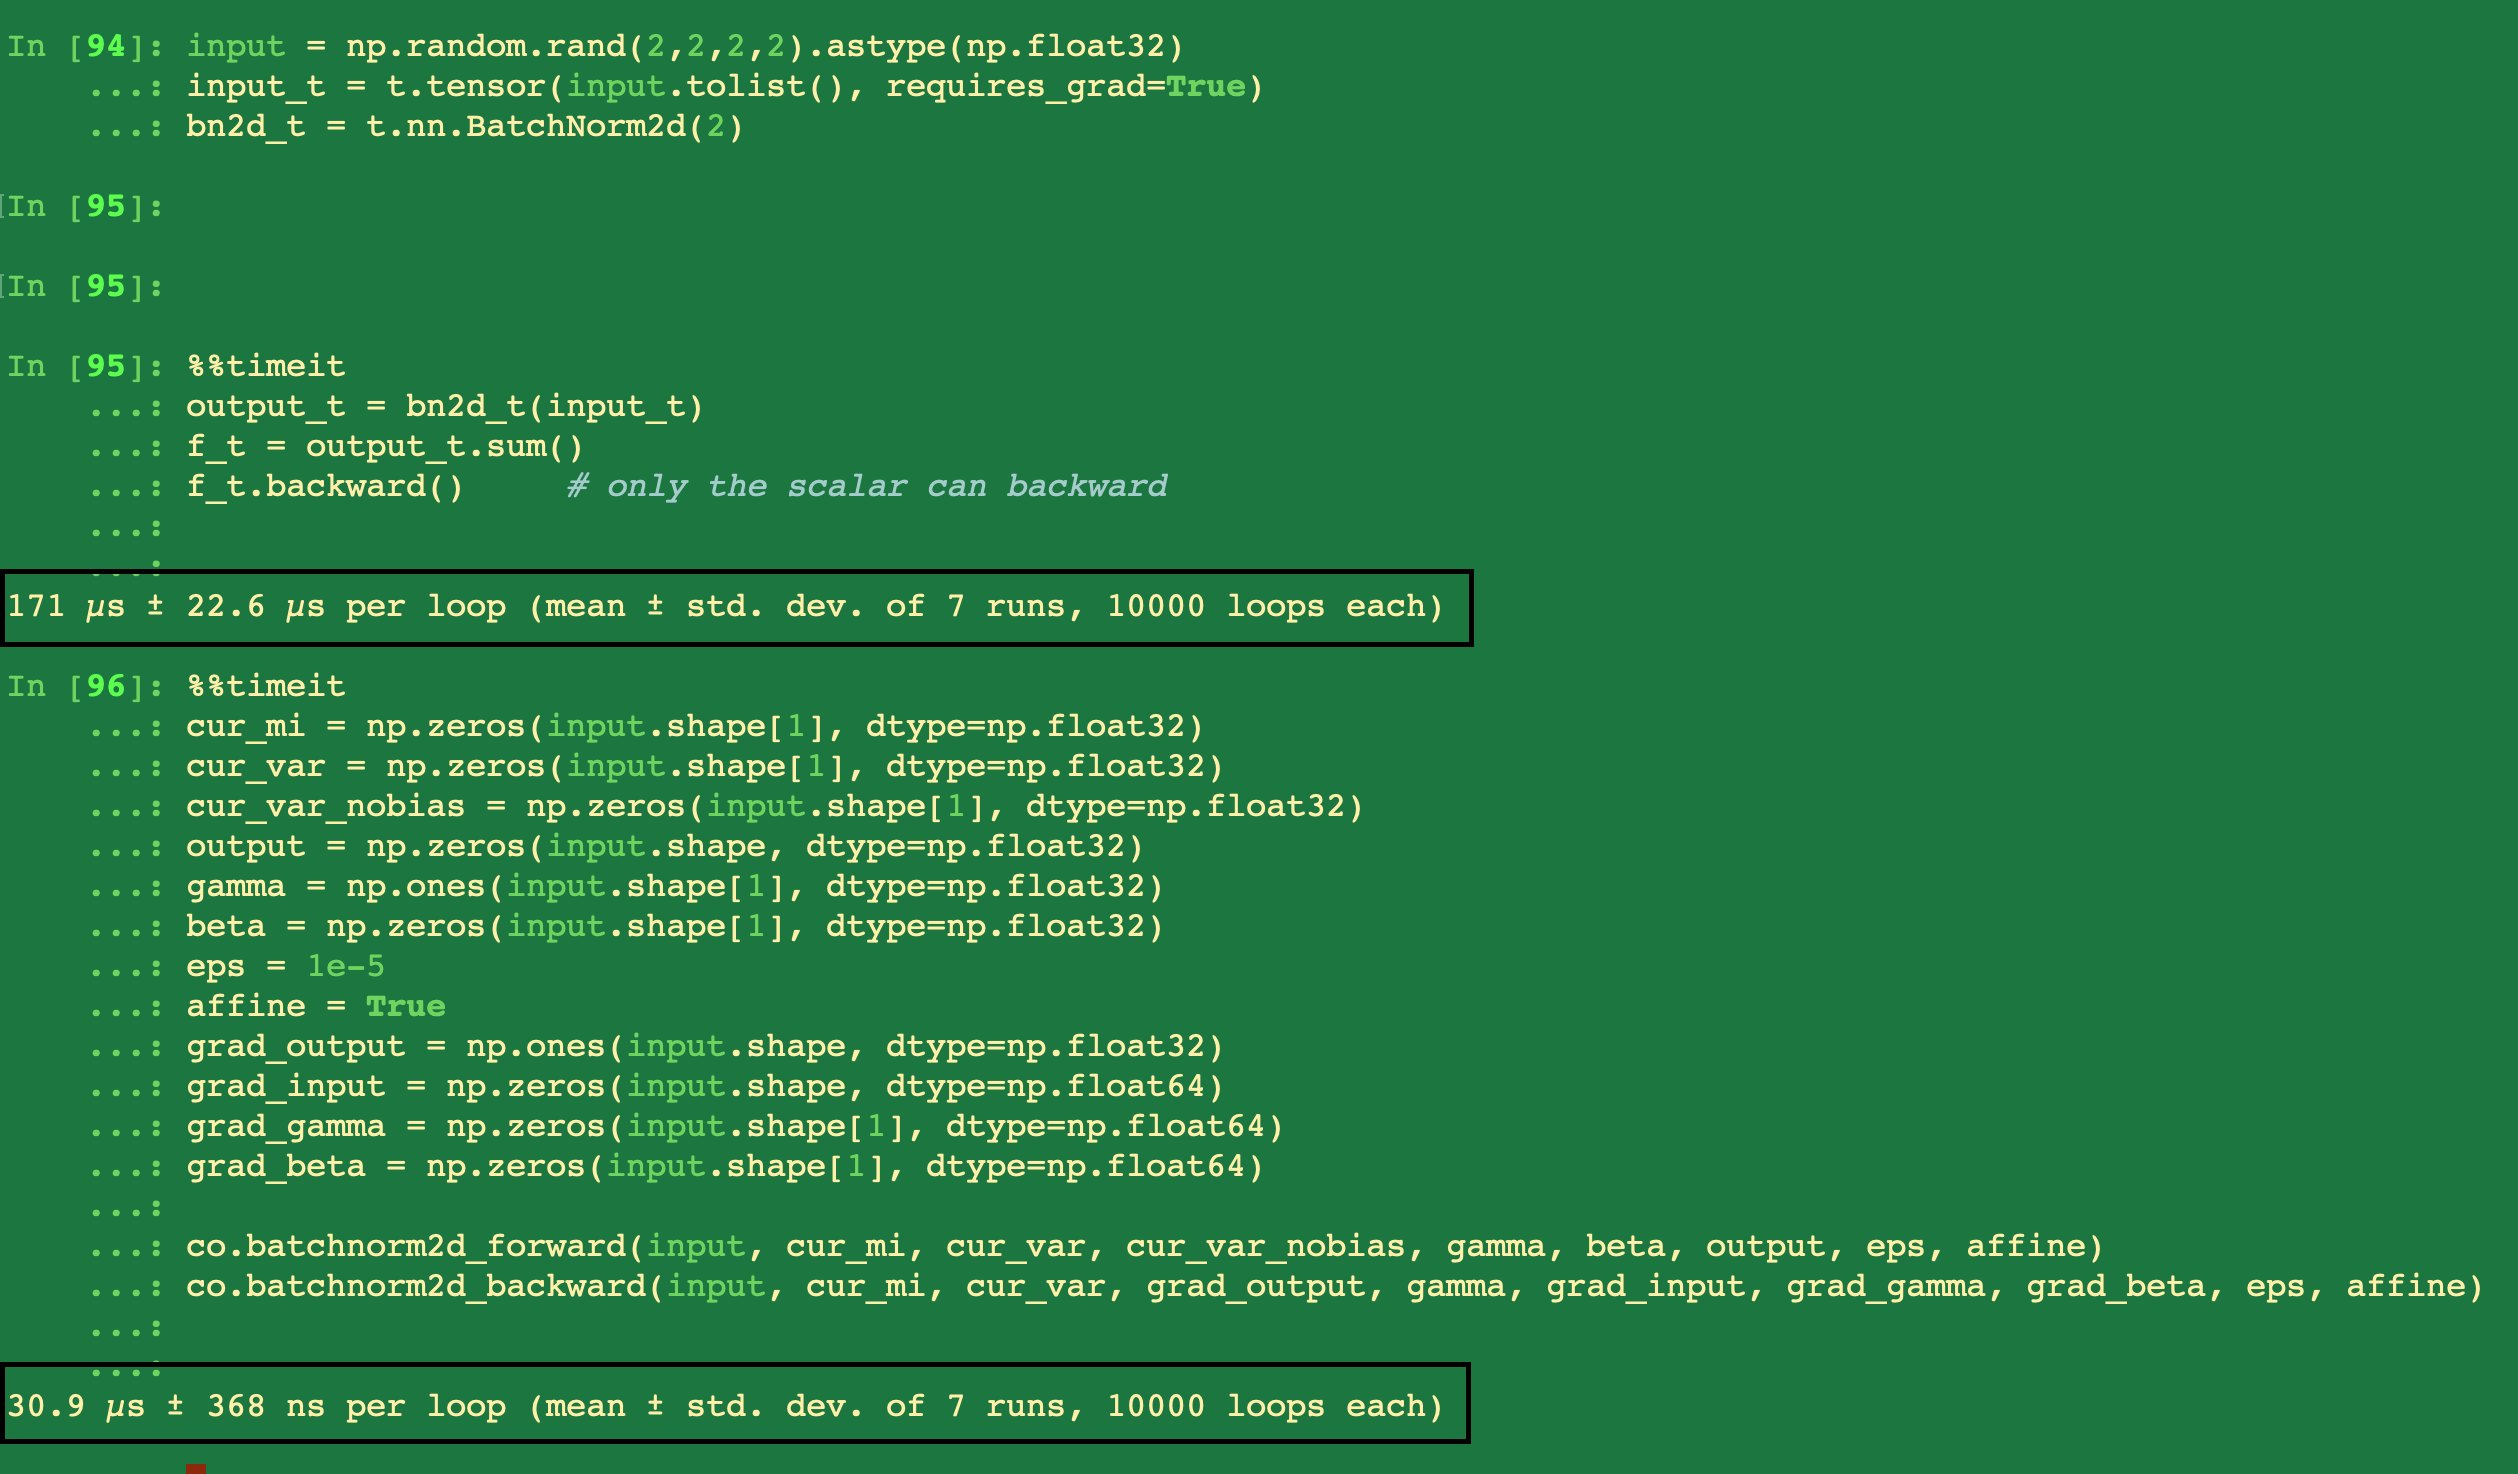 In [94]: input = np.random.rand(2,2,2,2).astype(np.float32)
...: input_t = t.tensor(input.tolist(), requires_grad=True)
...: bn2d_t = t.nn.BatchNorm2d(2)
In [95]:
In [95]:
In [95]: %%timeit
...: output_t = bn2d_t(input_t)
...: f_t = output_t.sum()
...: f_t.backward()     # only the scalar can backward
...:
...:
171 µs ± 22.6 µs per loop (mean ± std. dev. of 7 runs, 10000 loops each)
In [96]: %%timeit
...: cur_mi = np.zeros(input.shape[1], dtype=np.float32)
...: cur_var = np.zeros(input.shape[1], dtype=np.float32)
...: cur_var_nobias = np.zeros(input.shape[1], dtype=np.float32)
...: output = np.zeros(input.shape, dtype=np.float32)
...: gamma = np.ones(input.shape[1], dtype=np.float32)
...: beta = np.zeros(input.shape[1], dtype=np.float32)
...: eps = 1e-5
...: affine = True
...: grad_output = np.ones(input.shape, dtype=np.float32)
...: grad_input = np.zeros(input.shape, dtype=np.float64)
...: grad_gamma = np.zeros(input.shape[1], dtype=np.float64)
...: grad_beta = np.zeros(input.shape[1], dtype=np.float64)
...:
...: co.batchnorm2d_forward(input, cur_mi, cur_var, cur_var_nobias, gamma, beta, output, eps, affine)
...: co.batchnorm2d_backward(input, cur_mi, cur_var, grad_output, gamma, grad_input, grad_gamma, grad_beta, eps, affine)
...:
...:
30.9 µs ± 368 ns per loop (mean ± std. dev. of 7 runs, 10000 loops each)